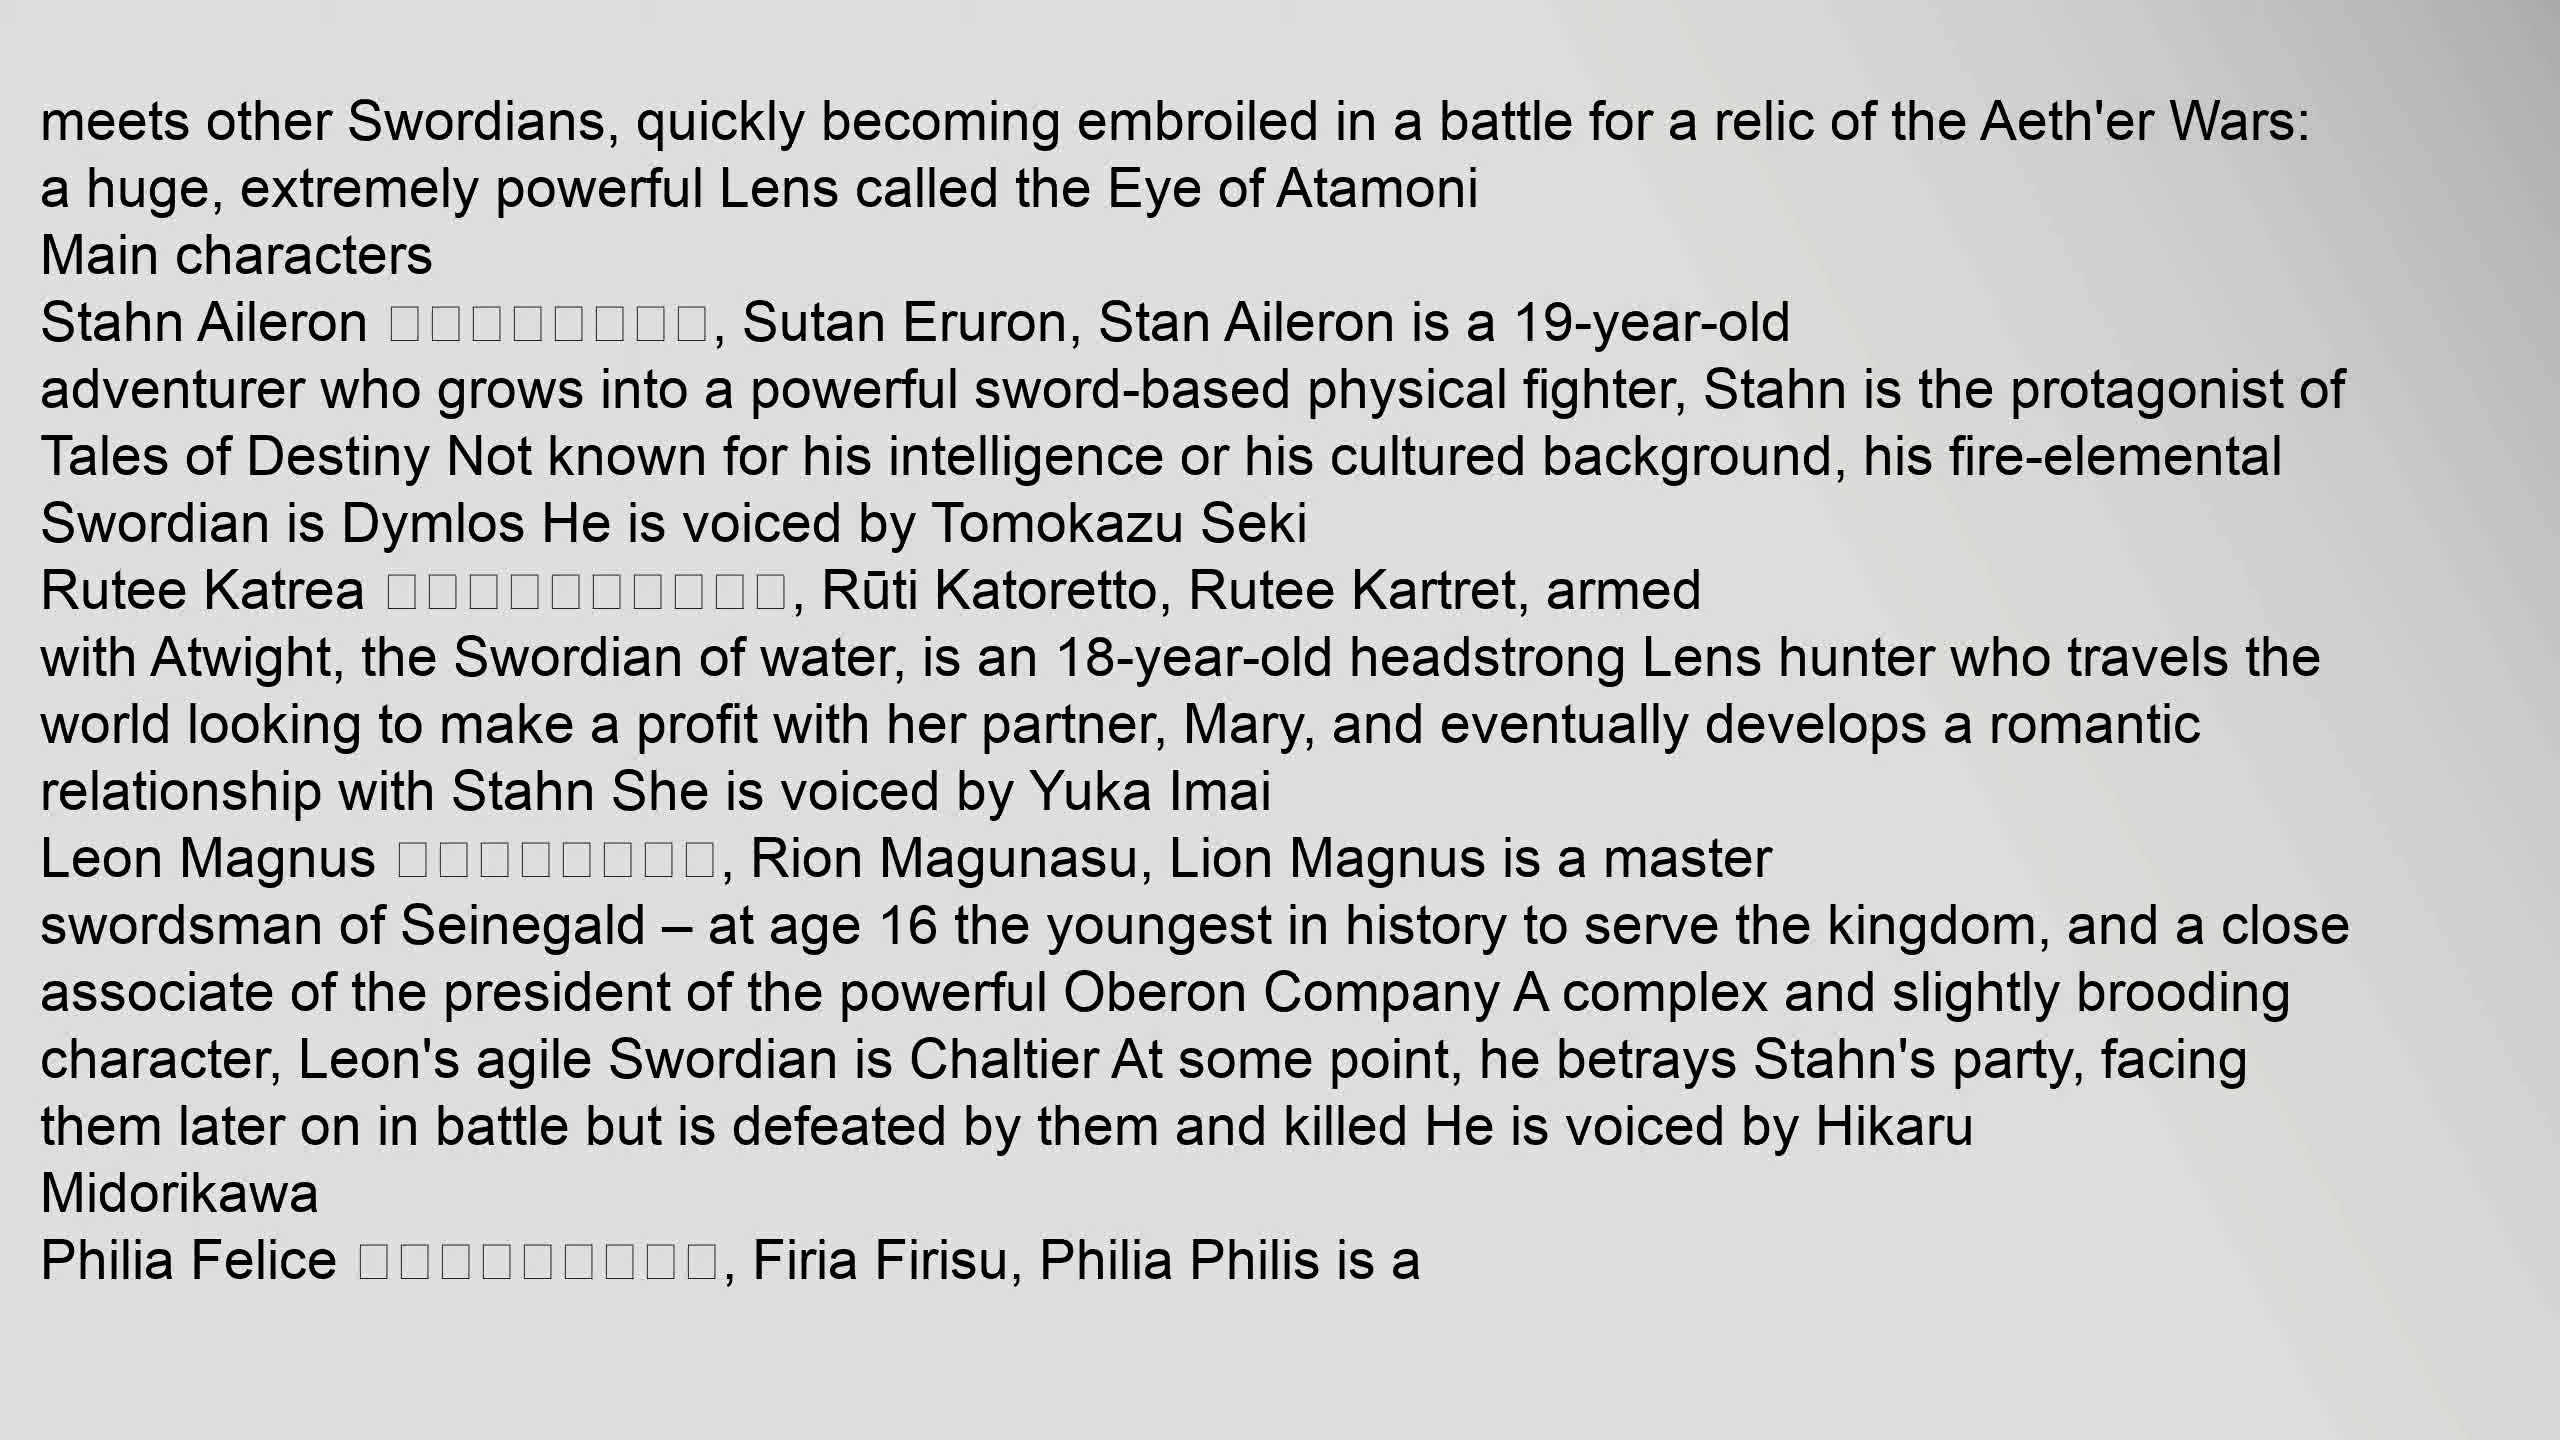 meets other Swordians, quickly becoming embroiled in a battle for a relic of the Aeth'er Wars:
a huge, extremely powerful Lens called the Eye of Atamoni
Main characters
Stahn Aileron □□□□□□□□, Sutan Eruron, Stan Aileron is a 19-year-old
adventurer who grows into a powerful sword-based physical fighter, Stahn is the protagonist of
Tales of Destiny Not known for his intelligence or his cultured background, his fire-elemental
Swordian is Dymlos He is voiced by Tomokazu Seki
Rutee Katrea □□□□□□□□□□, Rūti Katoretto, Rutee Kartret, armed
with Atwight, the Swordian of water, is an 18-year-old headstrong Lens hunter who travels the
world looking to make a profit with her partner, Mary, and eventually develops a romantic
relationship with Stahn She is voiced by Yuka Imai
Leon Magnus □□□□□□□□, Rion Magunasu, Lion Magnus is a master
swordsman of Seinegald – at age 16 the youngest in history to serve the kingdom, and a close
associate of the president of the powerful Oberon Company A complex and slightly brooding
character, Leon's agile Swordian is Chaltier At some point, he betrays Stahn's party, facing
them later on in battle but is defeated by them and killed He is voiced by Hikaru
Midorikawa
Philia Felice □□□□□□□□□, Firia Firisu, Philia Philis is a